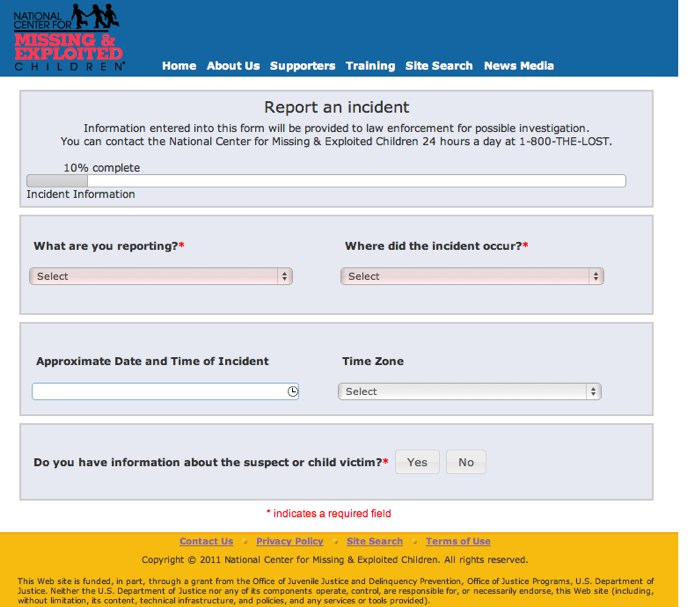 NATIONAL
CENTER FOR
MISSING &
EXPLOITED
CHILDREN®
Home About Us Supporters Training Site Search News Media
Report an incident
Information entered into this form will be provided to law enforcement for possible investigation.
You can contact the National Center for Missing & Exploited Children 24 hours a day at 1-800-THE-LOST.
10% complete
Incident Information
What are you reporting?* Where did the incident occur?*
Select Select
Approximate Date and Time of Incident Time Zone
Select
Do you have information about the suspect or child victim?* Yes No
* indicates a required field
Contact Us • Privacy Policy • Site Search • Terms of Use
Copyright © 2011 National Center for Missing & Exploited Children. All rights reserved.
This Web site is funded, in part, through a grant from the Office of Juvenile Justice and Delinquency Prevention, Office of Justice Programs, U.S. Department of
Justice. Neither the U.S. Department of Justice nor any of its components operate, control, are responsible for, or necessarily endorse, this Web site (including,
without limitation, its content, technical infrastructure, and policies, and any services or tools provided).